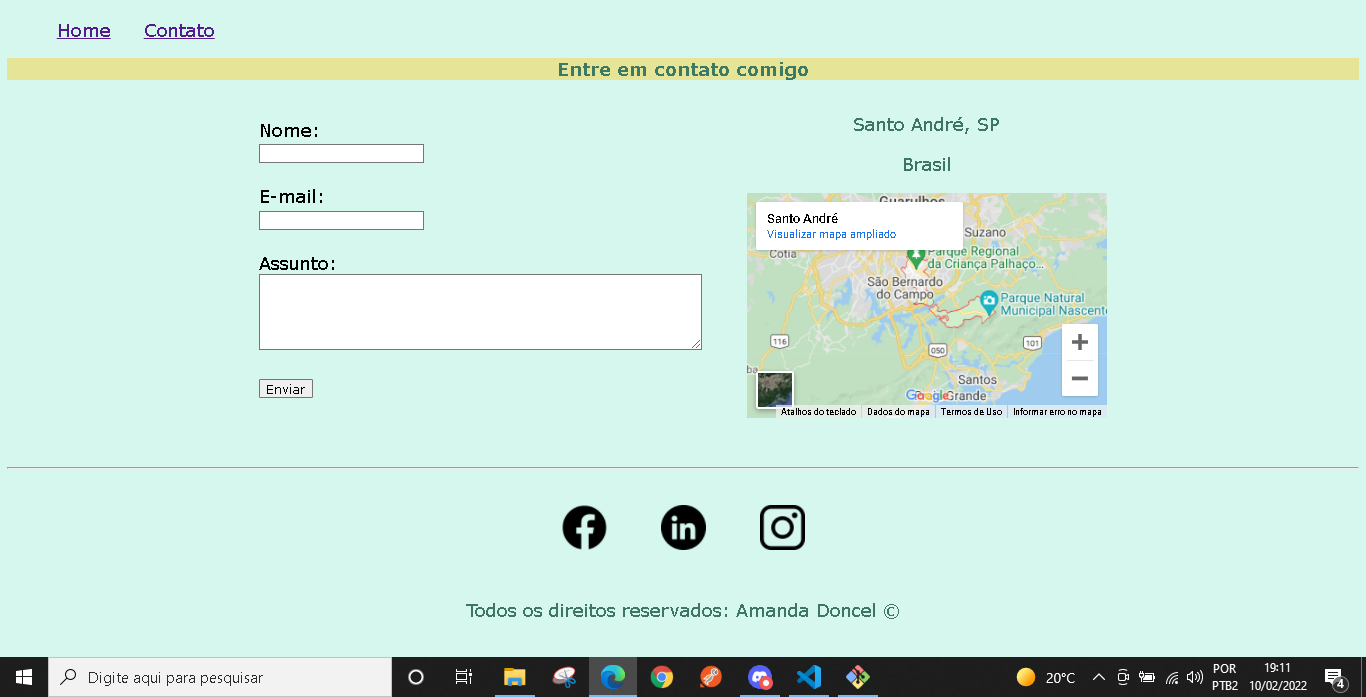 Home Contato
Entre em contato comigo
Nome:
E-mail:
Assunto:
Enviar
Santo André, SP
Brasil
Santo André
Visualizar mapa ampliado
Guarulhos
Suzano
Cotia
Parque Regional
da Criança Palhaço...
São Bernardo
do Campo
Parque Natural
Municipal Nascente
116
050
101
Santos
Google
Grande
Atalhos do teclado Dados do mapa Termos de Uso Informar erro no mapa
in
Todos os direitos reservados: Amanda Doncel ©
Digite aqui para pesquisar
20°C
POR
PTB2
19:11
10/02/2022
4